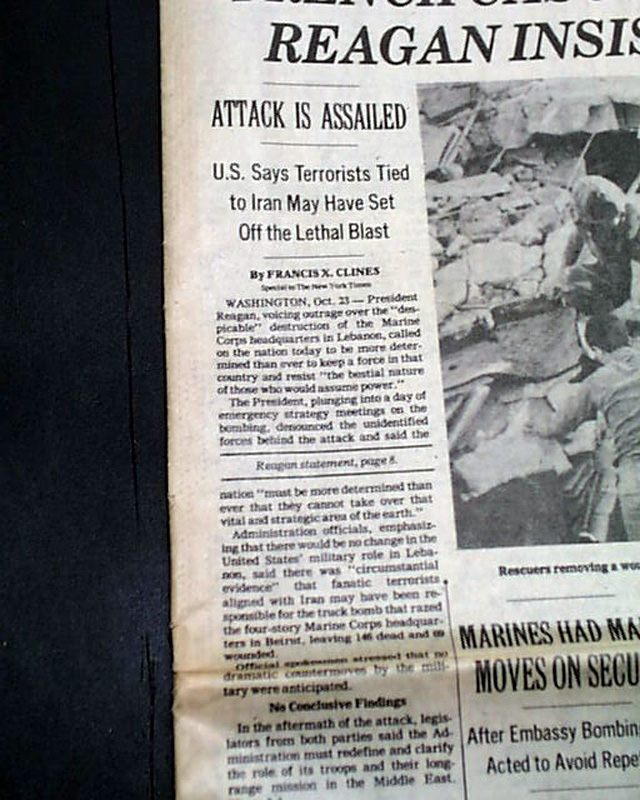 REAGAN INSIS
ATTACK IS ASSAILED
U.S. Says Terrorists Tied
to Iran May Have Set
Off the Lethal Blast
By FRANCIS X. CLINES
Special to The New York Times
WASHINGTON, Oct. 23 — President
Reagan, voicing outrage over the "des-
picable" destruction of the Marine
Corps headquarters in Lebanon, called
on the nation today to be more deter-
mined than ever to keep a force in that
country and resist "the bestial nature
of those who would assume power."
The President, plunging into a day of
emergency strategy meetings on the
bombing, denounced the unidentified
forces behind the attack and said the
Reagan statement, page 8.
nation "must be more determined than
ever that they cannot take over that
vital and strategic area of the earth."
Administration officials, emphasiz-
ing that there would be no change in the
United States' military role in Leba-
non, said there was "circumstantial
evidence" that fanatic terrorists
aligned with Iran may have been re-
sponsible for the truck bomb that razed
the four-story Marine Corps headquar-
ters in Beirut, leaving 146 dead and
wounded.
Official spokesmen stressed that no
dramatic countermoves by the mili-
tary were anticipated.
No Conclusive Findings
In the aftermath of the attack, legis-
lators from both parties said the Ad-
ministration must redefine and clarify
the role of its troops and their long-
range mission in the Middle East.
Rescuers removing a wou
MARINES HAD MA
MOVES ON SECU
After Embassy Bombin
Acted to Avoid Repe